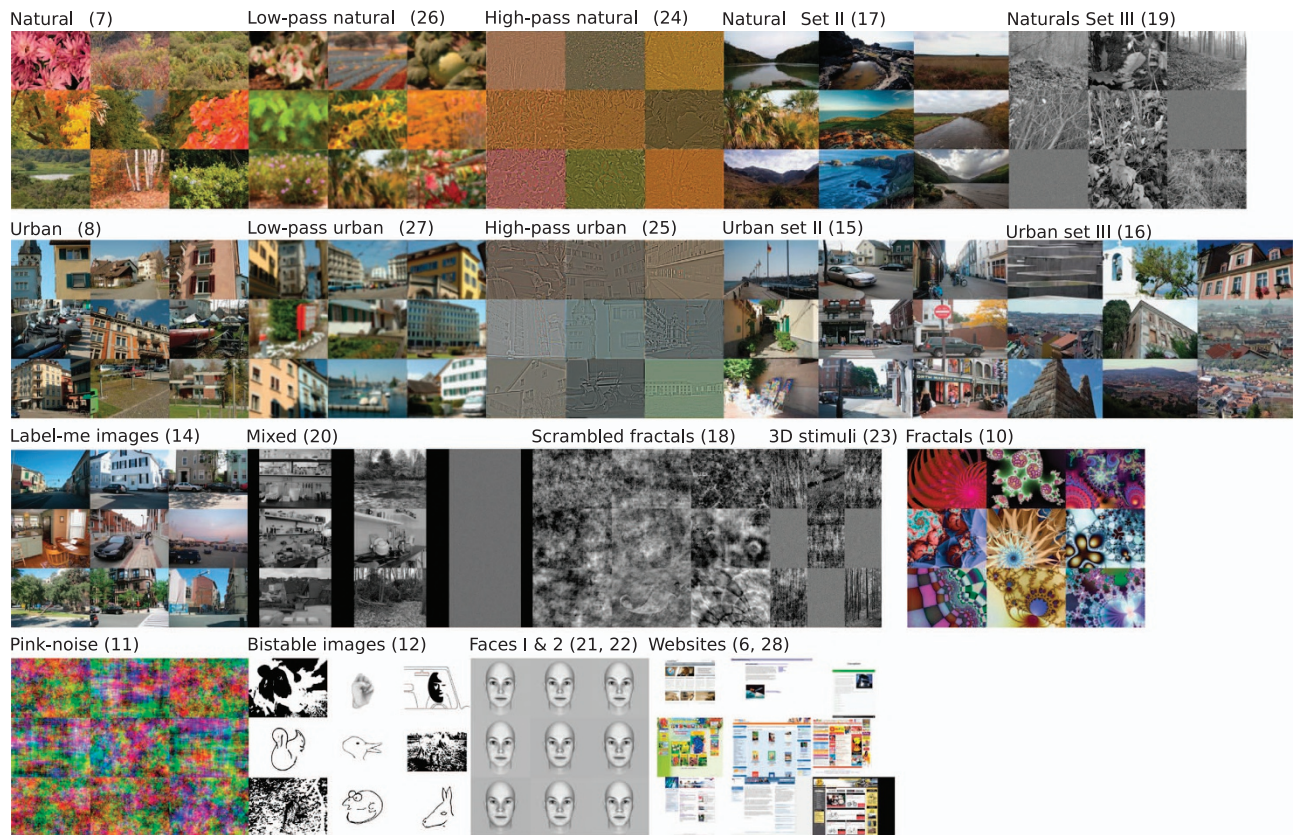 Natural (7)
Low-pass natural (26)
High-pass natural (24)
Natural Set II (17)
Naturals Set III (19)
Urban (8)
Low-pass urban (27)
High-pass urban (25)
Urban set II (15)
Urban set III (16)
Label-me images (14)
Mixed (20)
Scrambled fractals (18)
3D stimuli (23)
Fractals (10)
Pink-noise (11)
Bistable images (12)
Faces I & 2 (21, 22)
Websites (6, 28)